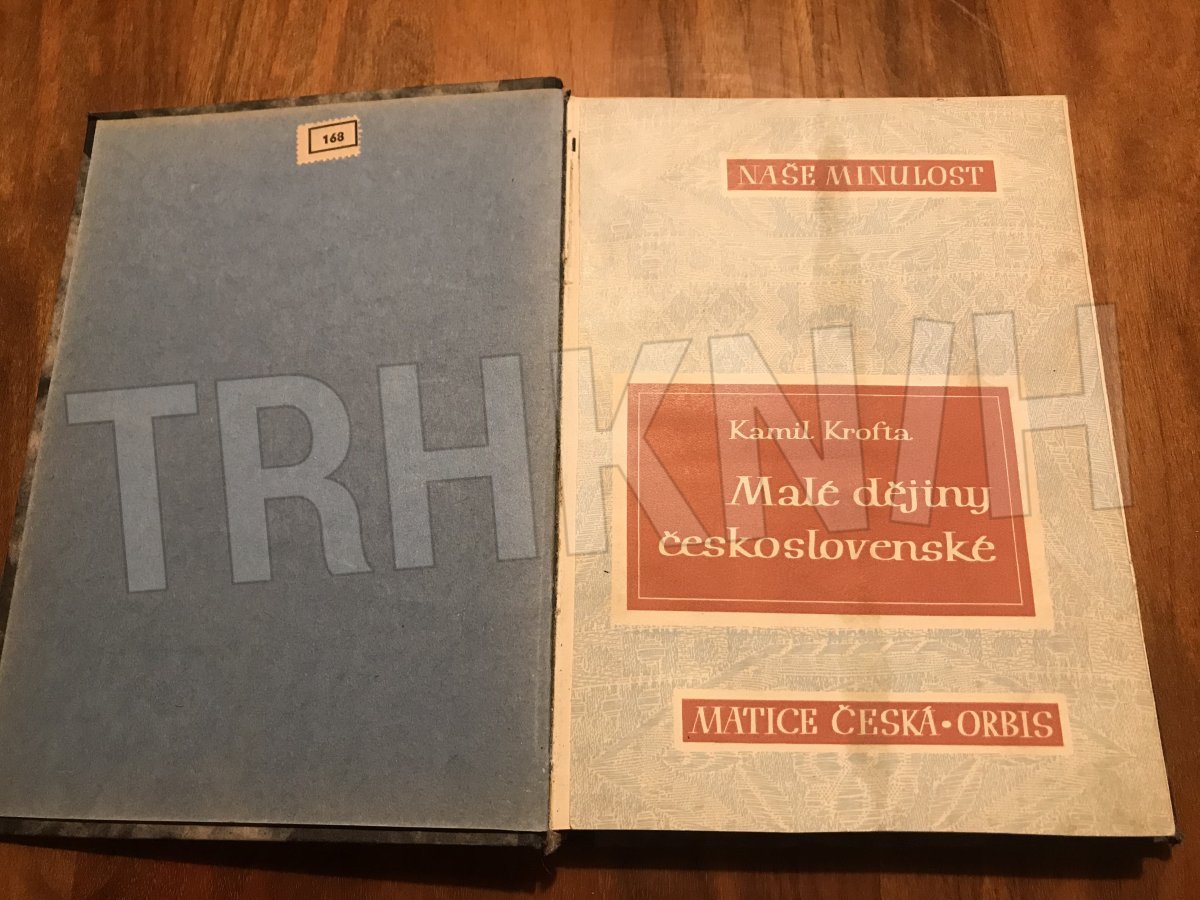 168
NAŠE MINULOST
Kamil Krofta
Malé dějiny
československé
MATICE ČESKÁ • ORBIS
TRHKNIH